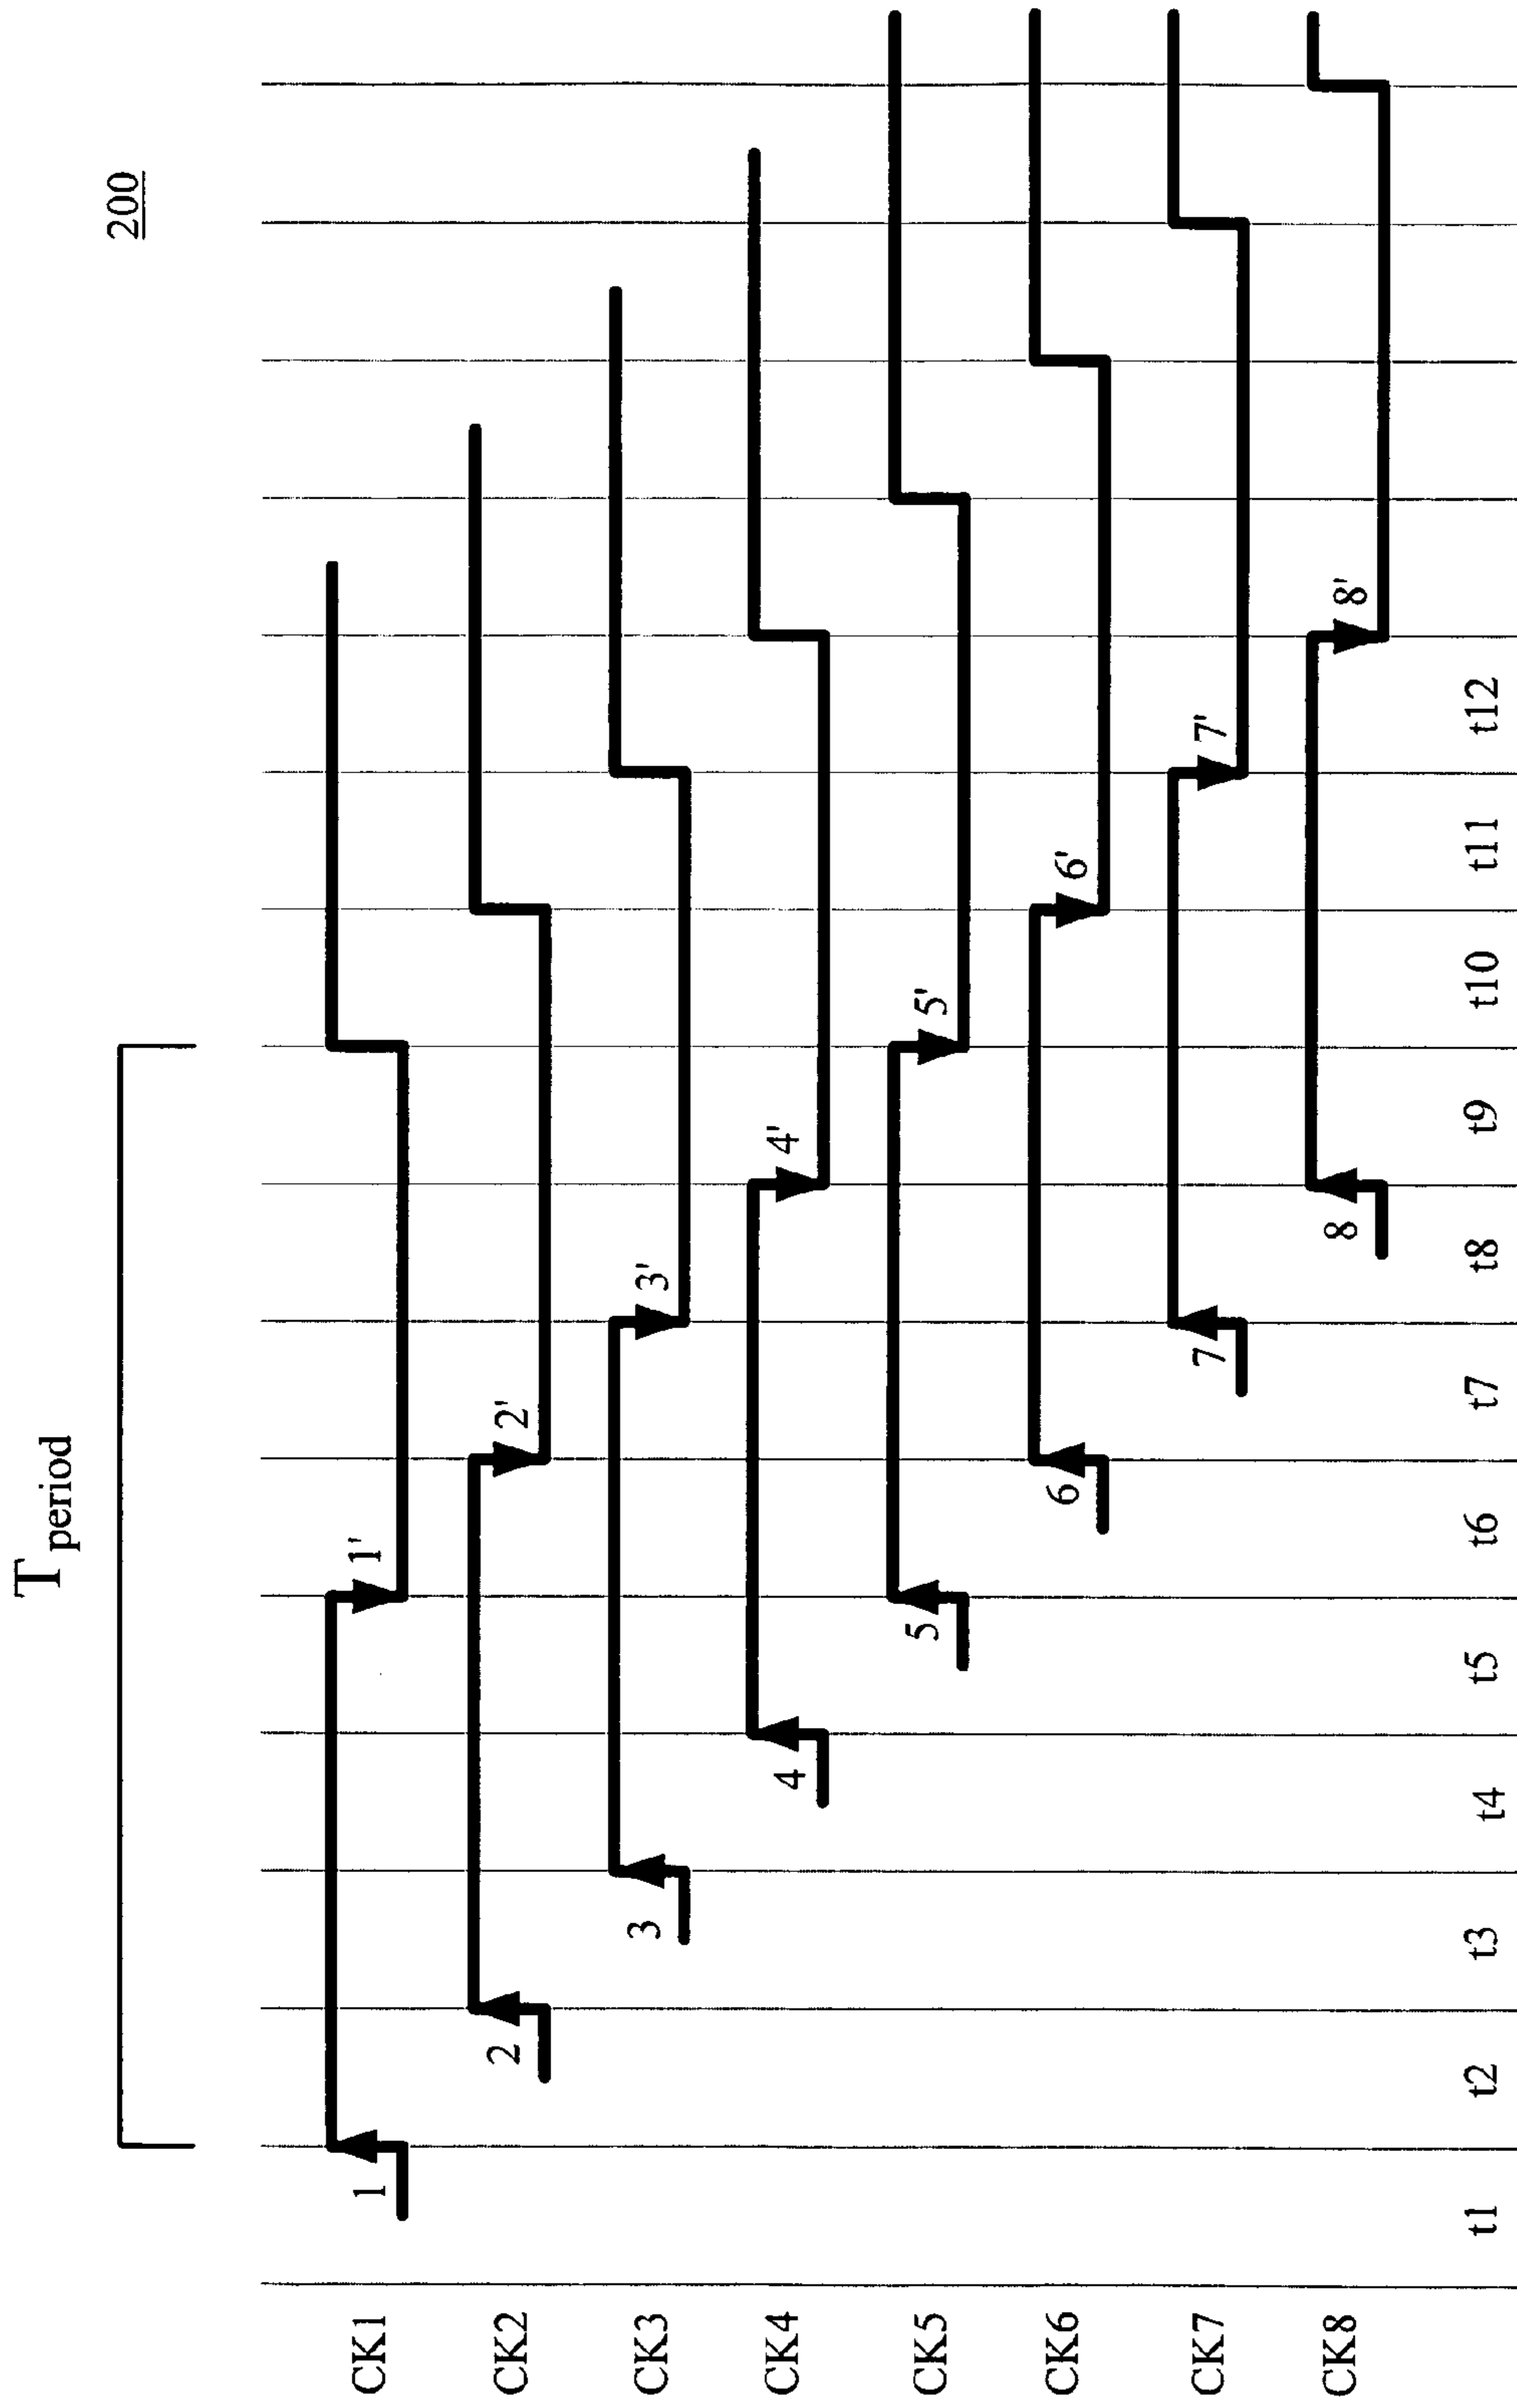 200
T period
CK1 1 1'
CK2 2 2'
CK3 3 3'
CK4 4 4'
CK5 5 5'
CK6 6 6'
CK7 7 7'
CK8 8 8'
t1 t2 t3 t4 t5 t6 t7 t8 t9 t10 t11 t12